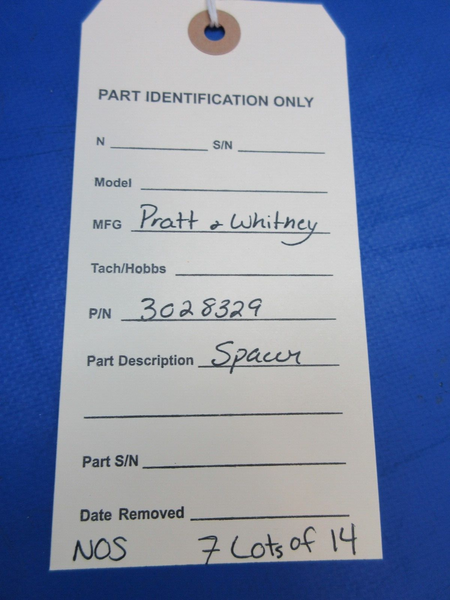 PART IDENTIFICATION ONLY
N S/N
Model
MFG Pratt & Whitney
Tach/Hobbs
P/N 3028329
Part Description Spacer
Part S/N
Date Removed
NOS 7 Lots of 14